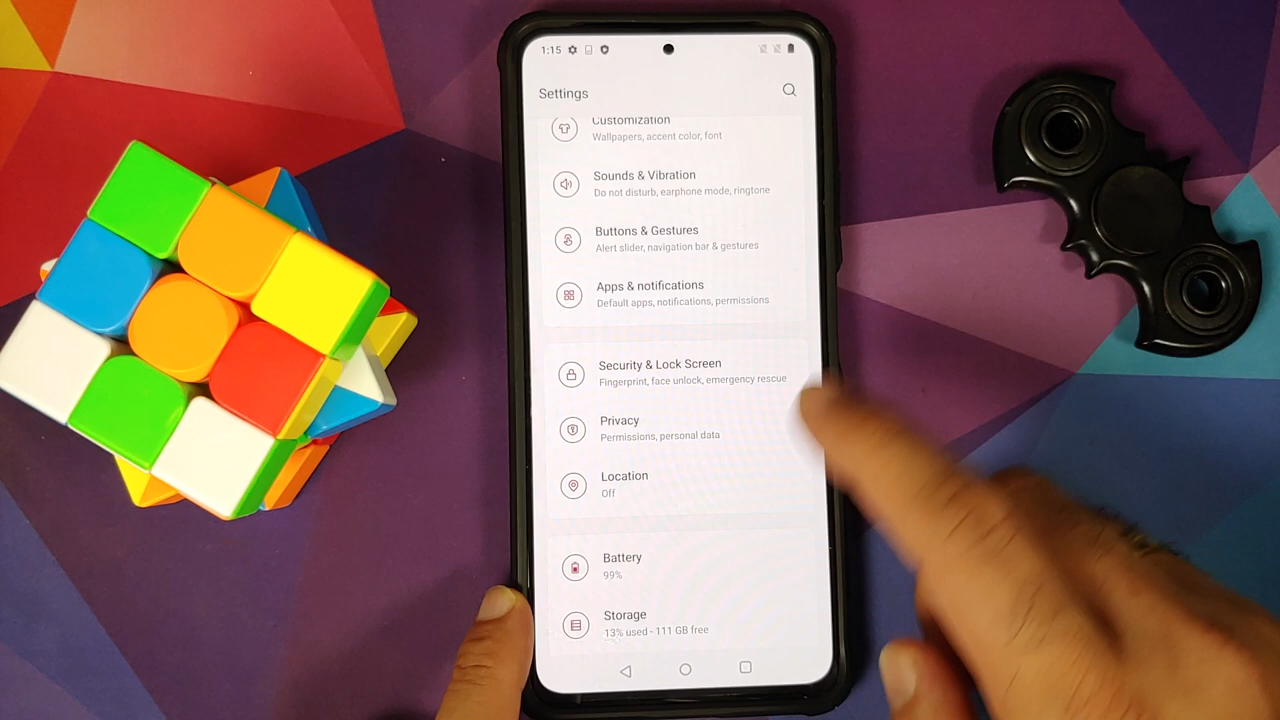 1:15
Settings
Customization
Wallpapers, accent color, font
Sounds & Vibration
Do not disturb, earphone mode, ringtone
Buttons & Gestures
Alert slider, navigation bar & gestures
Apps & notifications
Default apps, notifications, permissions
Security & Lock Screen
Fingerprint, face unlock, emergency rescue
Privacy
Permissions, personal data
Location
Off
Battery
99%
Storage
13% used - 111 GB free